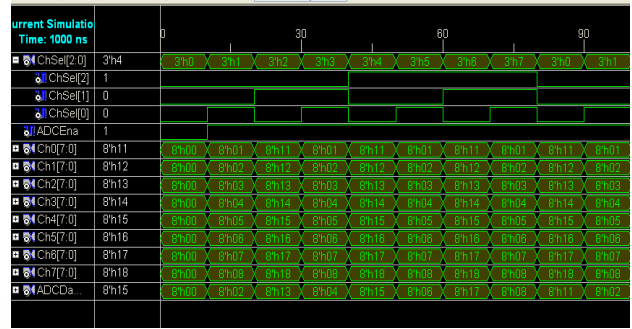 urrent Simulatio
Time: 1000 ns
0 30 60 90
ChSel[2:0] 3'h4 3'h0 3'h1 3'h2 3'h3 3'h4 3'h5 3'h6 3'h7 3'h0 3'h1
ChSel[2] 1
ChSel[1] 0
ChSel[0] 0
ADCEna 1
Ch0[7:0] 8'h11 8'h00 8'h01 8'h11 8'h01 8'h11 8'h01 8'h11 8'h01 8'h11 8'h01
Ch1[7:0] 8'h12 8'h00 8'h02 8'h12 8'h02 8'h12 8'h02 8'h12 8'h02 8'h12 8'h02
Ch2[7:0] 8'h13 8'h00 8'h03 8'h13 8'h03 8'h13 8'h03 8'h13 8'h03 8'h13 8'h03
Ch3[7:0] 8'h14 8'h00 8'h04 8'h14 8'h04 8'h14 8'h04 8'h14 8'h04 8'h14 8'h04
Ch4[7:0] 8'h15 8'h00 8'h05 8'h15 8'h05 8'h15 8'h05 8'h15 8'h05 8'h15 8'h05
Ch5[7:0] 8'h16 8'h00 8'h06 8'h16 8'h06 8'h16 8'h06 8'h16 8'h06 8'h16 8'h06
Ch6[7:0] 8'h17 8'h00 8'h07 8'h17 8'h07 8'h17 8'h07 8'h17 8'h07 8'h17 8'h07
Ch7[7:0] 8'h18 8'h00 8'h08 8'h18 8'h08 8'h18 8'h08 8'h18 8'h08 8'h18 8'h08
ADCDa... 8'h15 8'h00 8'h02 8'h13 8'h04 8'h15 8'h06 8'h17 8'h08 8'h11 8'h02